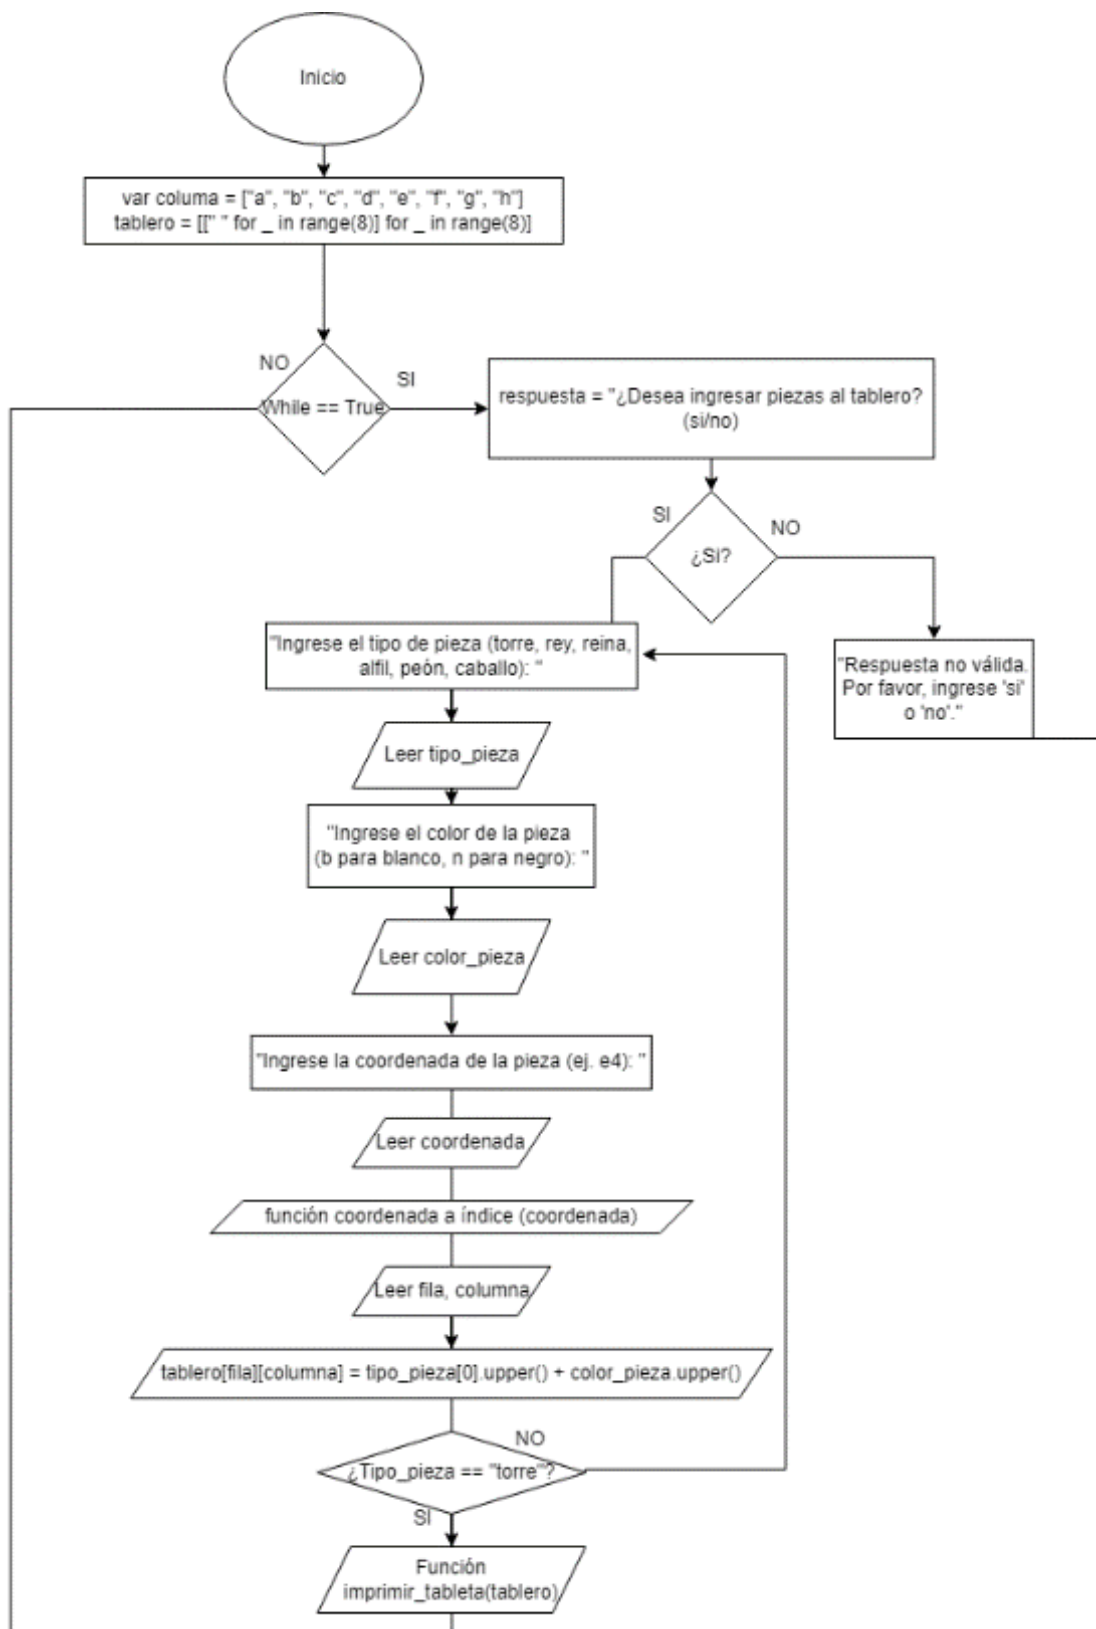 Inicio
var columa = ["a", "b", "c", "d", "e", "f", "g", "h"]
tablero = [[" " for _ in range(8)] for _ in range(8)]
NO
SI
While == True
respuesta = "¿Desea ingresar piezas al tablero?
(si/no)
SI
NO
¿SI?
"Ingrese el tipo de pieza (torre, rey, reina,
alfil, peón, caballo): "
"Respuesta no válida.
Por favor, ingrese 'si'
o 'no'."
Leer tipo_pieza
"Ingrese el color de la pieza
(b para blanco, n para negro): "
Leer color_pieza
"Ingrese la coordenada de la pieza (ej. e4): "
Leer coordenada
función coordenada a índice (coordenada)
Leer fila, columna
tablero[fila][columna] = tipo_pieza[0].upper() + color_pieza.upper()
NO
¿Tipo_pieza == "torre"?
SI
Función
imprimir_tableta(tablero)